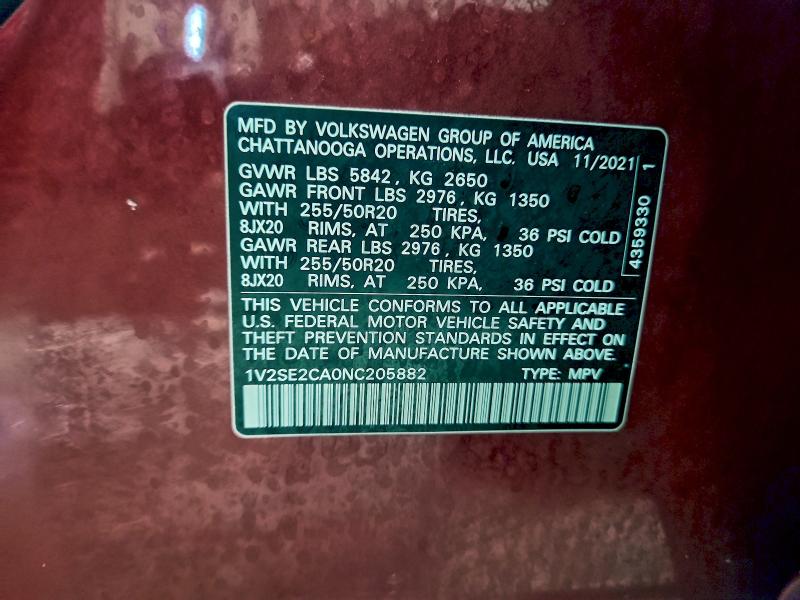 MFD BY VOLKSWAGEN GROUP OF AMERICA
CHATTANOOGA OPERATIONS, LLC. USA 11/2021
GVWR LBS 5842, KG 2650
GAWR FRONT LBS 2976, KG 1350
WITH 255/50R20 TIRES,
8JX20 RIMS, AT 250 KPA, 36 PSI COLD
GAWR REAR LBS 2976, KG 1350
WITH 255/50R20 TIRES,
8JX20 RIMS, AT 250 KPA, 36 PSI COLD
4359330 1
THIS VEHICLE CONFORMS TO ALL APPLICABLE
U.S. FEDERAL MOTOR VEHICLE SAFETY AND
THEFT PREVENTION STANDARDS IN EFFECT ON
THE DATE OF MANUFACTURE SHOWN ABOVE.
1V2SE2CA0NC205882 TYPE: MPV